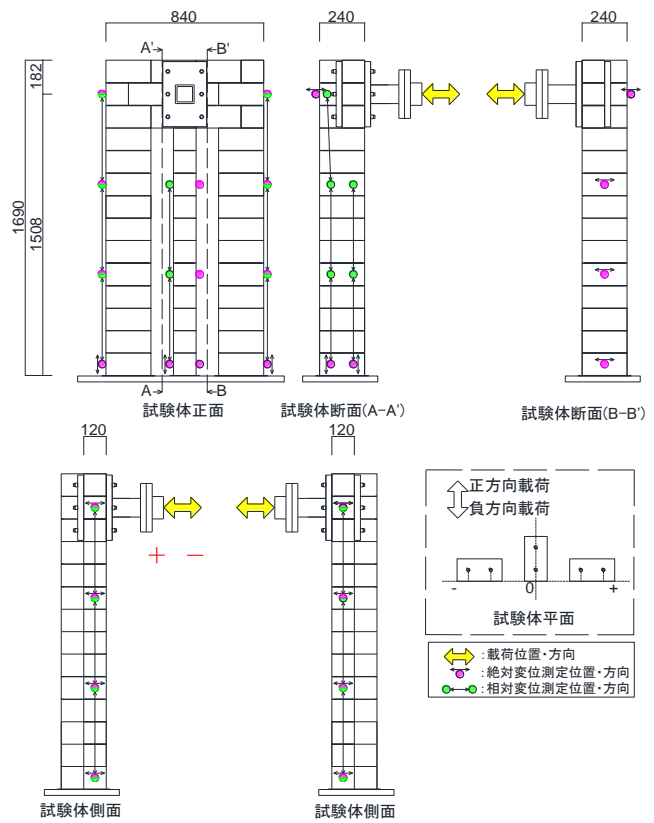 840
240
240
A'
B'
182
1690
1508
A
B
試験体正面
試験体断面(A-A')
試験体断面(B-B')
120
120
+ -
正方向載荷
負方向載荷
- 0 +
試験体平面
:載荷位置・方向
:絶対変位測定位置・方向
:相対変位測定位置・方向
試験体側面
試験体側面